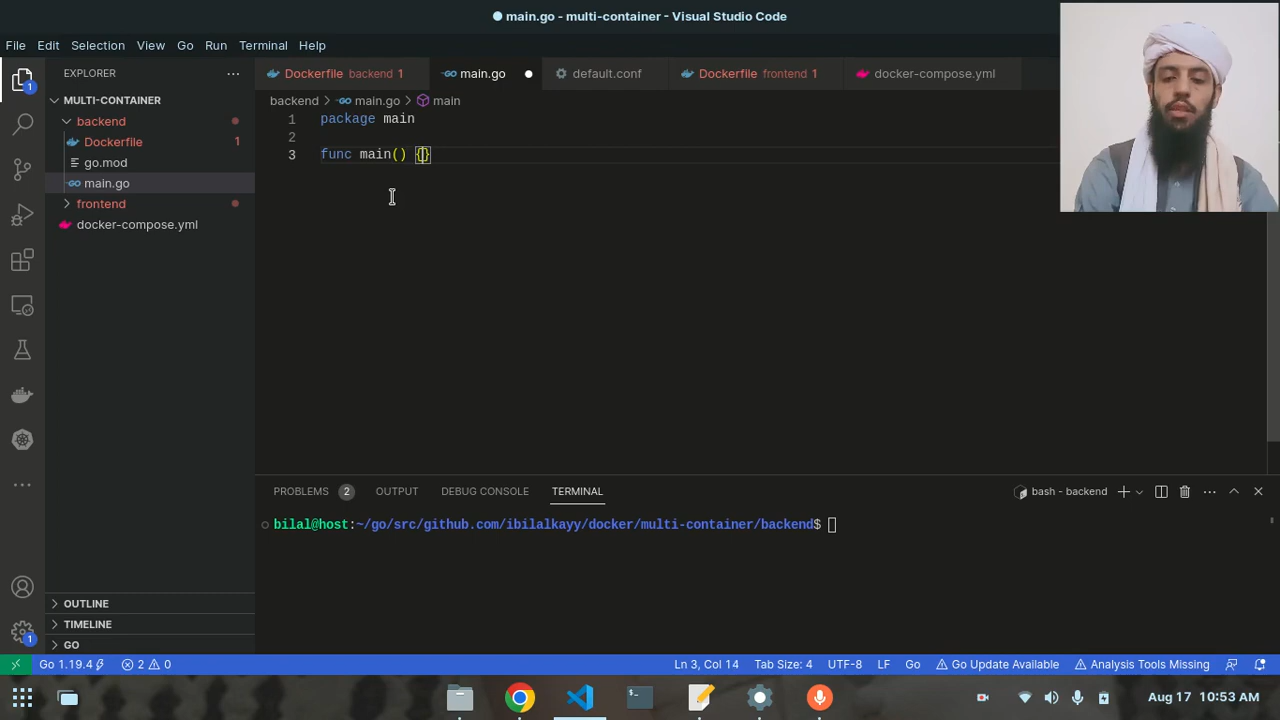 main.go - multi-container - Visual Studio Code
File Edit Selection View Go Run Terminal Help
EXPLORER
Dockerfile backend 1 main.go default.conf Dockerfile frontend 1 docker-compose.yml
MULTI-CONTAINER
backend
Dockerfile 1
go.mod
main.go
frontend
docker-compose.yml
backend > main.go > main
1 package main
2
3 func main() {}
PROBLEMS 2 OUTPUT DEBUG CONSOLE TERMINAL
bash - backend
bilal@host:~/go/src/github.com/ibilalkayy/docker/multi-container/backend$
1
OUTLINE
TIMELINE
GO
1
Go 1.19.4 2 0 Ln 3, Col 14 Tab Size: 4 UTF-8 LF Go Go Update Available Analysis Tools Missing
Aug 17 10:53 AM